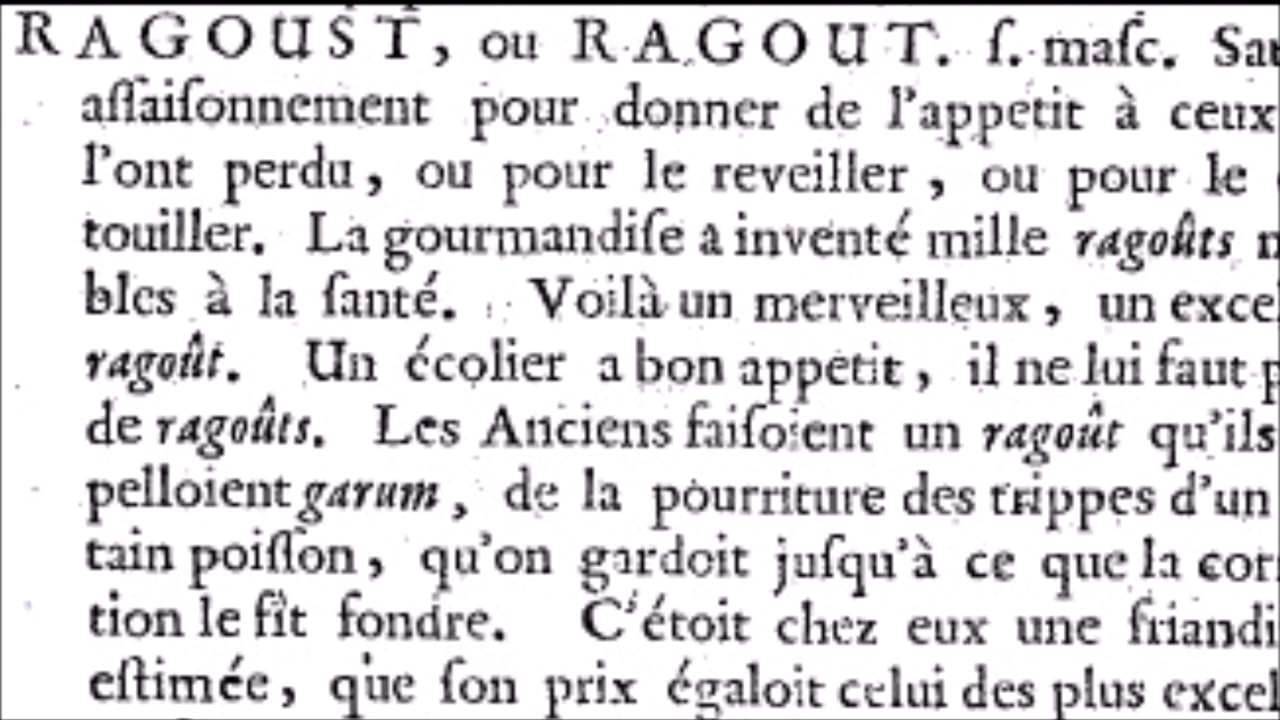 RAGOUST, ou RAGOUT. ſ. maſc.
aſſaiſonnement pour donner de l'appetit à ceux
l'ont perdu, ou pour le reveiller, ou pour le
touiller. La gourmandiſe a inventé mille ragoûts
bles à la ſanté. Voilà un merveilleux, un
ragoût. Un écolier a bon appetit, il ne lui faut
de ragoûts. Les Anciens faiſoient un ragoût qu'ils
pelloient garum, de la pourriture des trippes d'un
tain poiſſon, qu'on gardoit juſqu'à ce que la
tion le fît fondre. C'étoit chez eux une
eſtimée, que ſon prix égaloit celui des plus